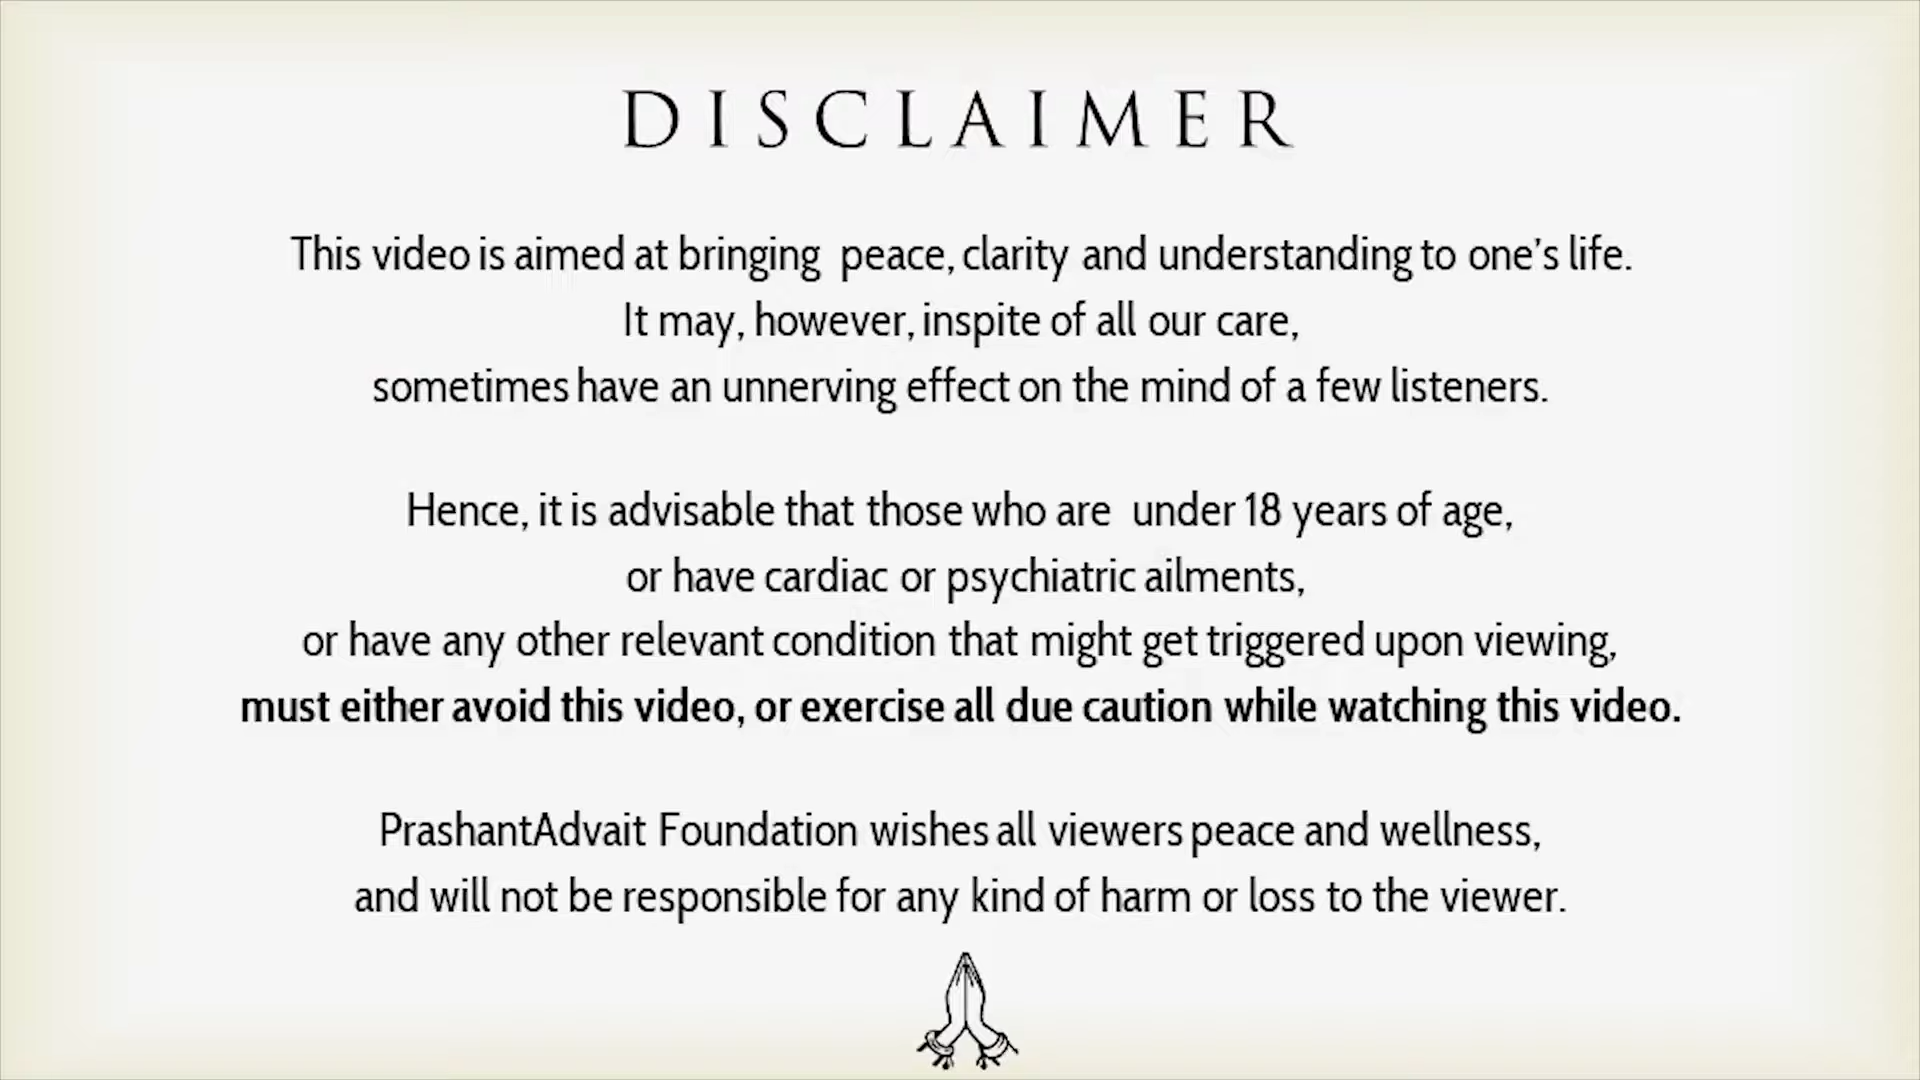 DISCLAIMER
This video is aimed at bringing peace, clarity and understanding to one's life.
It may, however, inspite of all our care,
sometimes have an unnerving effect on the mind of a few listeners.
Hence, it is advisable that those who are under 18 years of age,
or have cardiac or psychiatric ailments,
or have any other relevant condition that might get triggered upon viewing,
must either avoid this video, or exercise all due caution while watching this video.
PrashantAdvait Foundation wishes all viewers peace and wellness,
and will not be responsible for any kind of harm or loss to the viewer.